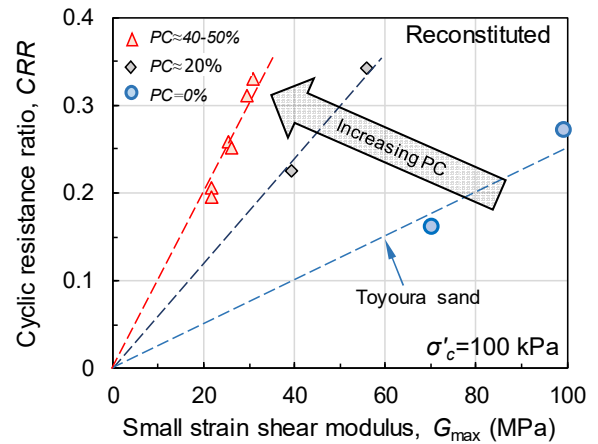 Reconstituted
PC≈40-50%
PC≈20%
PC=0%
Increasing PC
Toyoura sand
σ′c=100 kPa
Cyclic resistance ratio, CRR
0.4
0.3
0.2
0.1
0
0 20 40 60 80 100
Small strain shear modulus, Gmax (MPa)